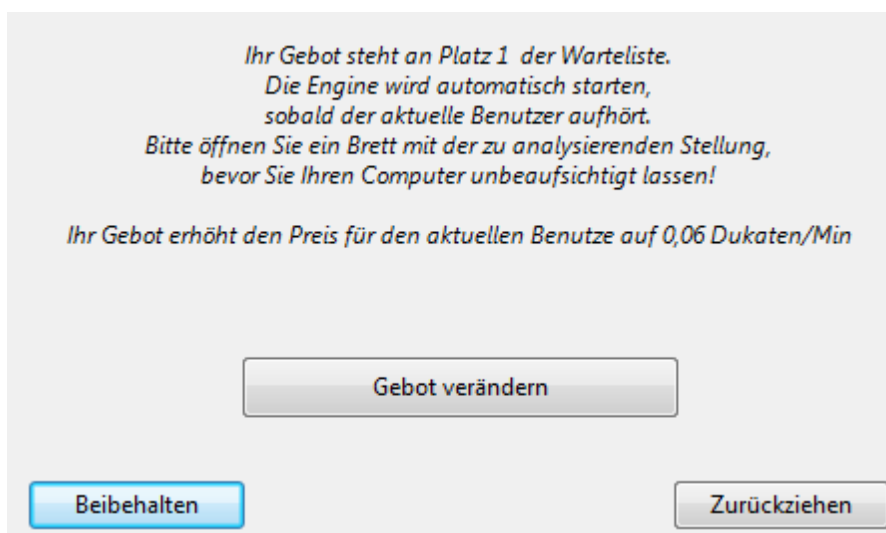 Ihr Gebot steht an Platz 1  der Warteliste.
Die Engine wird automatisch starten,
sobald der aktuelle Benutzer aufhört.
Bitte öffnen Sie ein Brett mit der zu analysierenden Stellung,
bevor Sie Ihren Computer unbeaufsichtigt lassen!
Ihr Gebot erhöht den Preis für den aktuellen Benutze auf 0,06 Dukaten/Min
Gebot verändern
Beibehalten
Zurückziehen